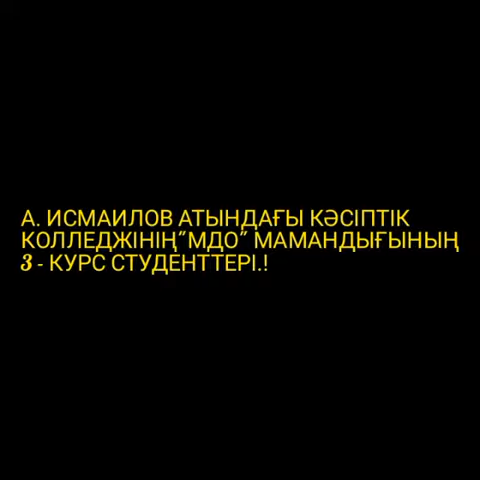 А. ИСМАИЛОВ АТЫНДАҒЫ КӘСІПТІК
КОЛЛЕДЖІНІҢ"МДО" МАМАНДЫҒЫНЫҢ
3 - КУРС СТУДЕНТТЕРІ.!